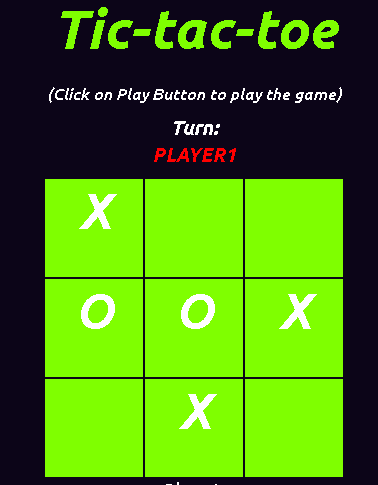 Tic-tac-toe
(Click on Play Button to play the game)
Turn:
PLAYER1
X
O O X
X